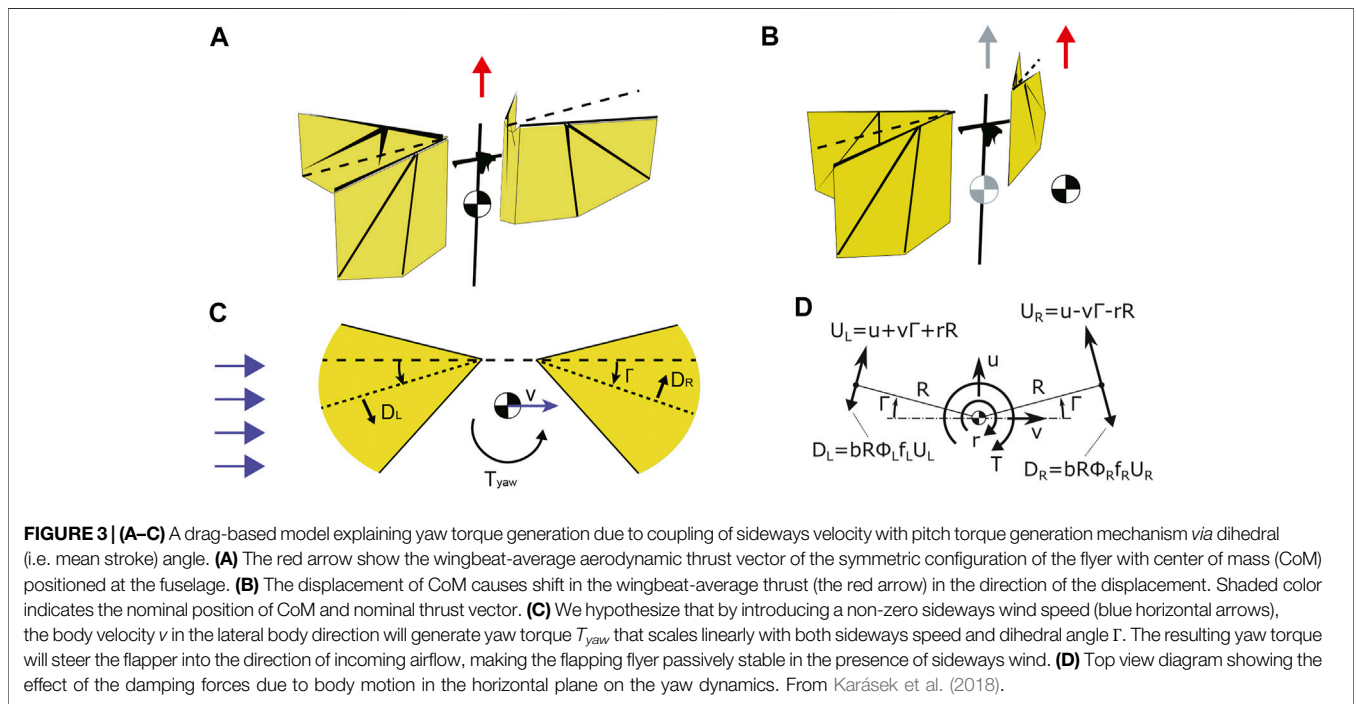 A
B
C
D
D_L
Γ
D_R
v
T_yaw
U_L=u+vΓ+rR
U_R=u-vΓ-rR
u
R
R
Γ
Γ
v
r
T
D_L=bRΦ_Lf_LU_L
D_R=bRΦ_Rf_RU_R
FIGURE 3 | (A–C) A drag-based model explaining yaw torque generation due to coupling of sideways velocity with pitch torque generation mechanism via dihedral
(i.e. mean stroke) angle. (A) The red arrow show the wingbeat-average aerodynamic thrust vector of the symmetric configuration of the flyer with center of mass (CoM)
positioned at the fuselage. (B) The displacement of CoM causes shift in the wingbeat-average thrust (the red arrow) in the direction of the displacement. Shaded color
indicates the nominal position of CoM and nominal thrust vector. (C) We hypothesize that by introducing a non-zero sideways wind speed (blue horizontal arrows),
the body velocity v in the lateral body direction will generate yaw torque T_yaw that scales linearly with both sideways speed and dihedral angle Γ. The resulting yaw torque
will steer the flapper into the direction of incoming airflow, making the flapping flyer passively stable in the presence of sideways wind. (D) Top view diagram showing the
effect of the damping forces due to body motion in the horizontal plane on the yaw dynamics. From Karásek et al. (2018).